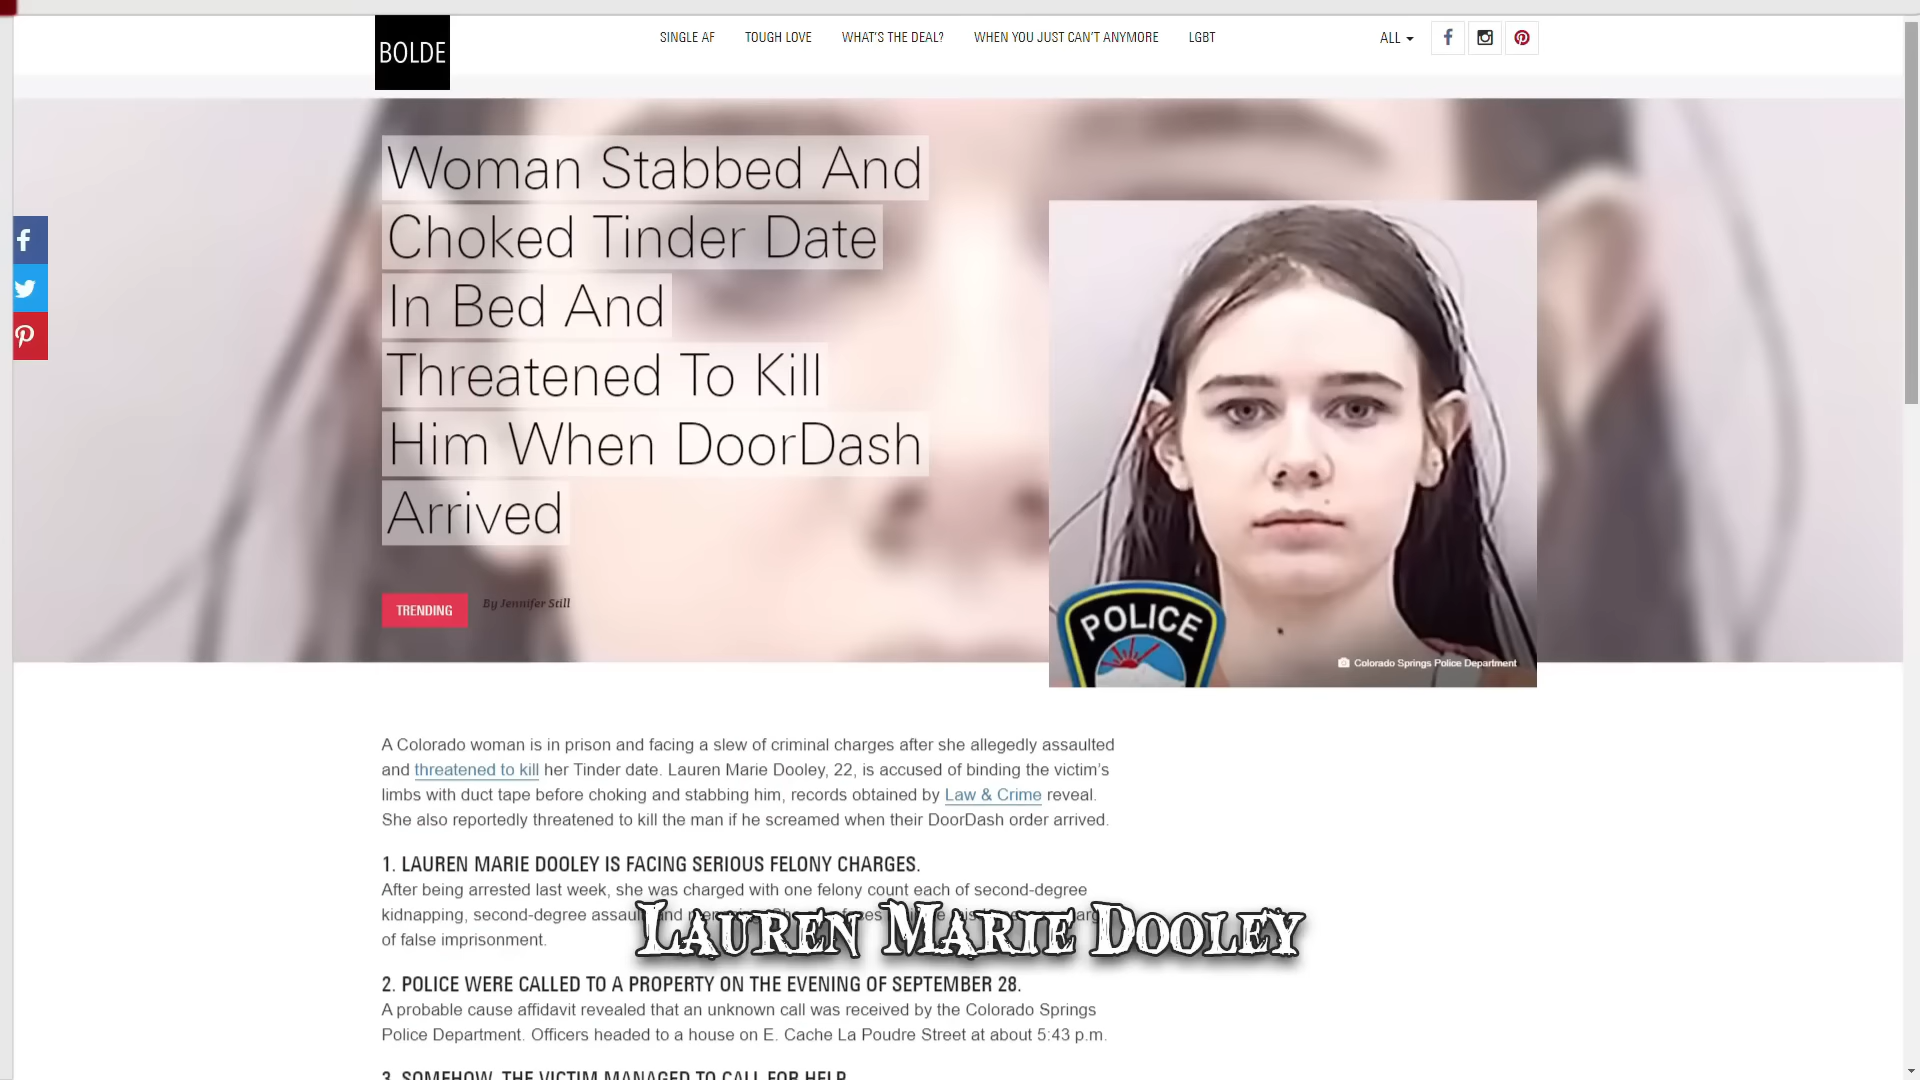 BOLDE
SINGLE AF
TOUGH LOVE
WHAT'S THE DEAL?
WHEN YOU JUST CAN'T ANYMORE
LGBT
ALL
Woman Stabbed And
Choked Tinder Date
In Bed And
Threatened To Kill
Him When DoorDash
Arrived
TRENDING
By Jennifer Still
POLICE
Colorado Springs Police Department
A Colorado woman is in prison and facing a slew of criminal charges after she allegedly assaulted
and threatened to kill her Tinder date. Lauren Marie Dooley, 22, is accused of binding the victim's
limbs with duct tape before choking and stabbing him, records obtained by Law & Crime reveal.
She also reportedly threatened to kill the man if he screamed when their DoorDash order arrived.
1. LAUREN MARIE DOOLEY IS FACING SERIOUS FELONY CHARGES.
After being arrested last week, she was charged with one felony count each of second-degree
kidnapping, second-degree assault and
of false imprisonment.
Lauren Marie Dooley
2. POLICE WERE CALLED TO A PROPERTY ON THE EVENING OF SEPTEMBER 28.
A probable cause affidavit revealed that an unknown call was received by the Colorado Springs
Police Department. Officers headed to a house on E. Cache La Poudre Street at about 5:43 p.m.
3. SOMEHOW, THE VICTIM MANAGED TO CALL FOR HELP.